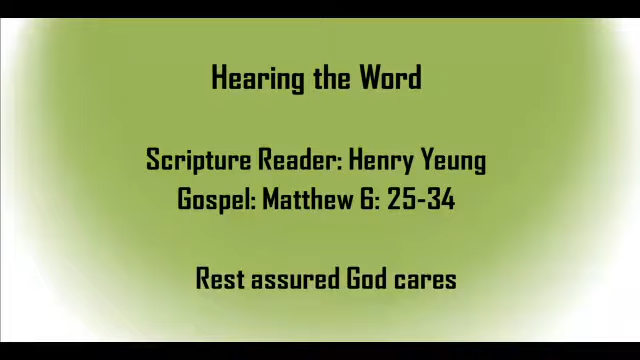 Hearing the Word
Scripture Reader: Henry Yeung
Gospel: Matthew 6: 25-34
Rest assured God cares